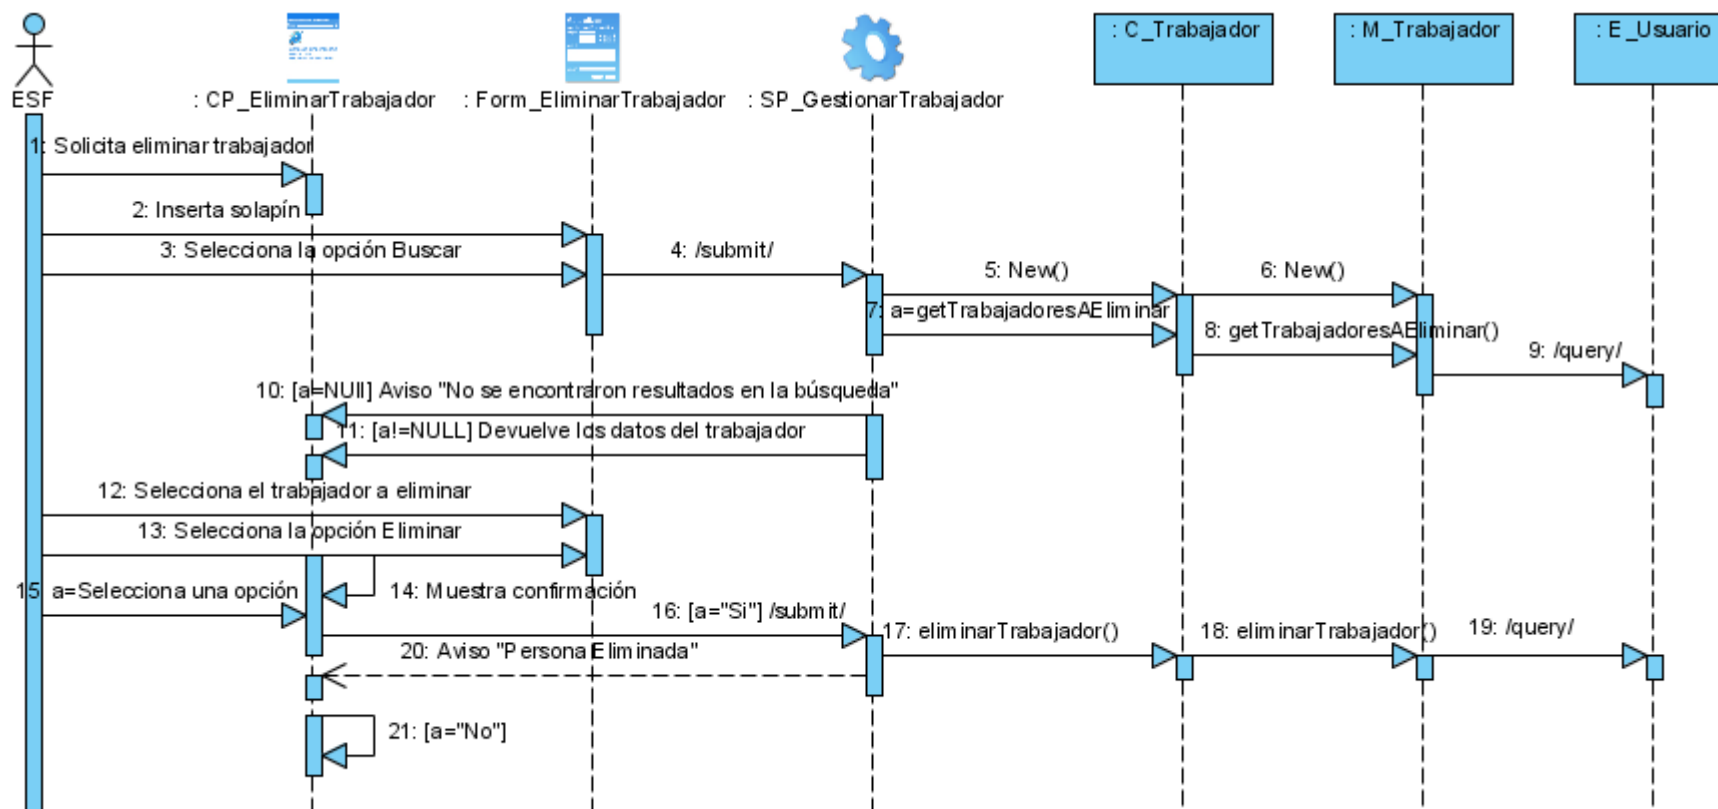 : C_Trabajador
: M_Trabajador
: E_Usuario
ESF
: CP_EliminarTrabajador
: Form_EliminarTrabajador
: SP_GestionarTrabajador
1: Solicita eliminar trabajador
2: Inserta solapín
3: Selecciona la opción Buscar
4: /submit/
5: New()
6: New()
7: a=getTrabajadoresAEliminar
8: getTrabajadoresAEliminar()
9: /query/
10: [a=NUll] Aviso "No se encontraron resultados en la búsqueda"
11: [a!=NULL] Devuelve los datos del trabajador
12: Selecciona el trabajador a eliminar
13: Selecciona la opción Eliminar
14: Muestra confirmación
15: a=Selecciona una opción
16: [a="Si"] /submit/
17: eliminarTrabajador()
18: eliminarTrabajador()
19: /query/
20: Aviso "Persona Eliminada"
21: [a="No"]